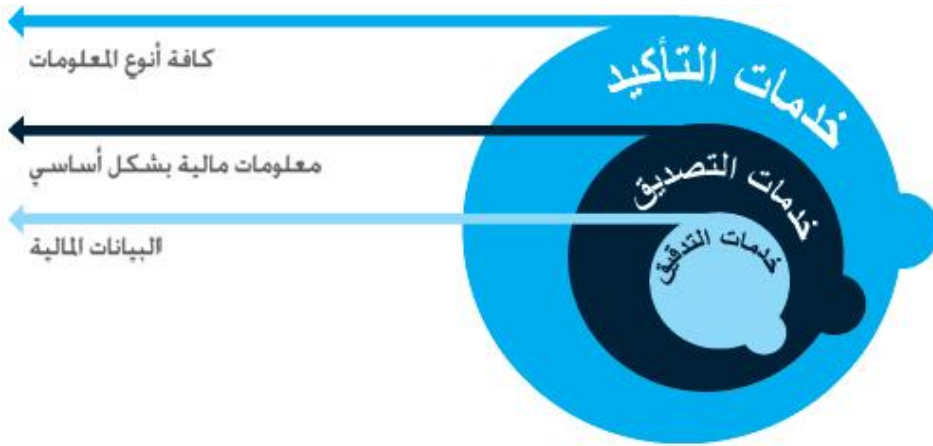 خدمات التأكيد
كافة أنوع المعلومات
خدمات التصديق
معلومات مالية بشكل أساسي
خدمات التدقيق
البيانات المالية